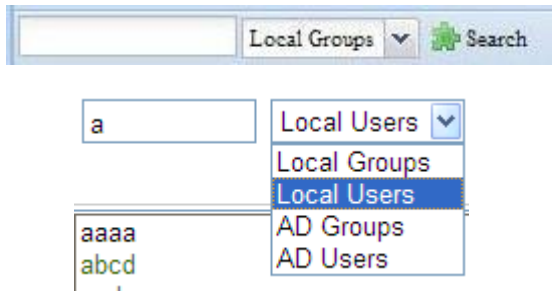 Local Groups Search
a Local Users
Local Groups
Local Users
AD Groups
AD Users
aaaa
abcd